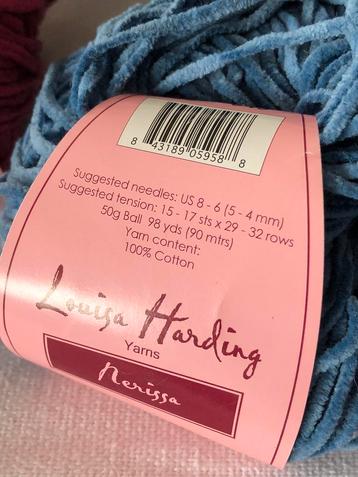 8 43189 05958 8
Suggested needles: US 8 - 6 (5 - 4 mm)
Suggested tension: 15 - 17 sts x 29 - 32 rows
50g Ball 98 yds (90 mtrs)
Yarn content:
100% Cotton
Louisa Harding
Yarns
Nerissa